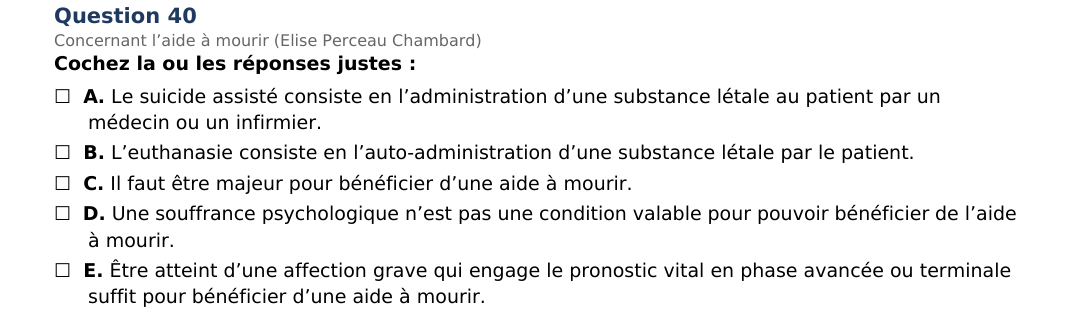 Question 40
Concernant l’aide à mourir (Elise Perceau Chambard)
Cochez la ou les réponses justes :
☐ A. Le suicide assisté consiste en l’administration d’une substance létale au patient par un
médecin ou un infirmier.
☐ B. L’euthanasie consiste en l’auto-administration d’une substance létale par le patient.
☐ C. Il faut être majeur pour bénéficier d’une aide à mourir.
☐ D. Une souffrance psychologique n’est pas une condition valable pour pouvoir bénéficier de l’aide
à mourir.
☐ E. Être atteint d’une affection grave qui engage le pronostic vital en phase avancée ou terminale
suffit pour bénéficier d’une aide à mourir.